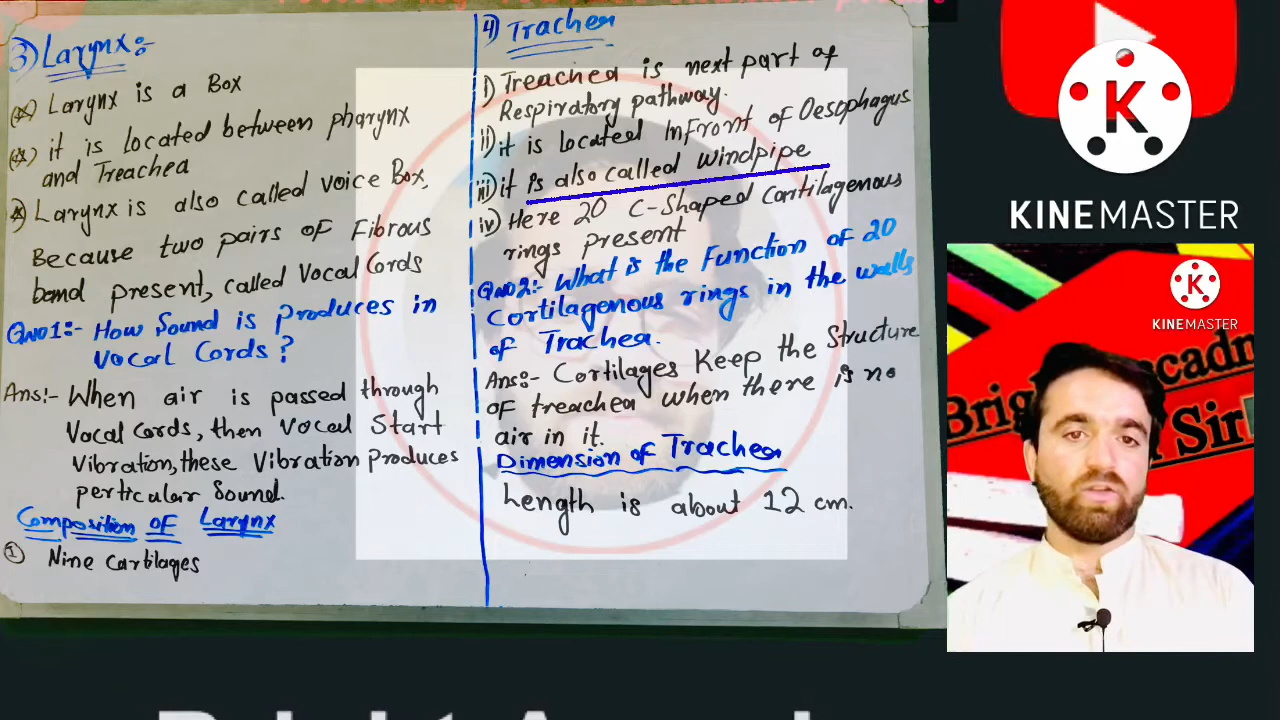 3) Larynx:-
(*) Larynx is a Box
(*) it is located between pharynx
and Treachea
*) Larynx is also called voice Box,
Because two pairs of Fibrous
bond present, called Vocal Cords
Qno1:- How Sound is produces in
Vocal Cords?
Ans:- When air is passed through
Vocal Cords, then Vocal Start
Vibration, these Vibration produces
perticular Sound.
Composition of Larynx
① Nine Cartilages
4) Trachea
i) Treachea is next part of
Respiratory pathway.
ii) it is located Infront of Oesophagus
iii) it is also called windpipe
iv) Here 20 C-Shaped Cartilagenous
rings present
Qno2:- What is the Function of 20
Cortilagenous rings in the walls
of Trachea.
Ans:- Cortilages Keep the Structure
of treachea when there is no
air in it.
Dimension of Trachea
Length is about 12 cm.
K
KINEMASTER
K
KINEMASTER
Sir